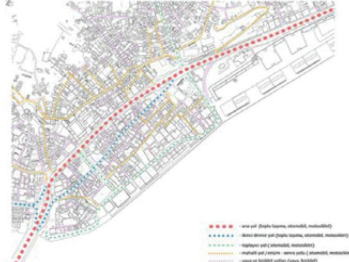 ana yol (toplu taşıma, otomobil, motosiklet)
ikinci derece yol (toplu taşıma, otomobil, motosiklet)
toplayıcı yol (otomobil, motosiklet)
mahalli yol / erişim - servis yolu ( otomobil, motosiklet)
yaya ve bisiklet yolları (yaya, bisiklet)